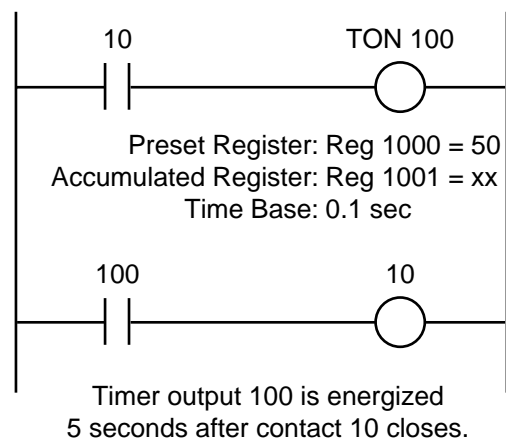 10 TON 100
Preset Register: Reg 1000 = 50
Accumulated Register: Reg 1001 = xx
Time Base: 0.1 sec
100 10
Timer output 100 is energized
5 seconds after contact 10 closes.